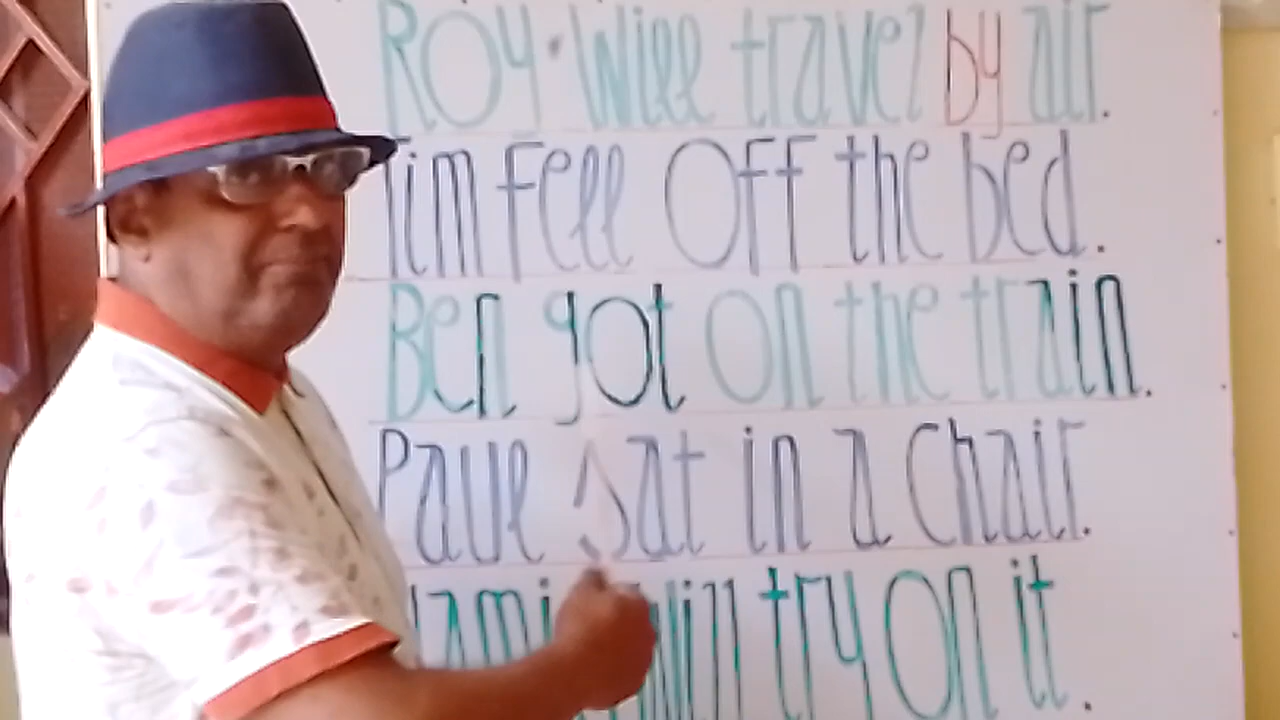 Roy will travel by air.
Tim fell off the bed.
Ben got on the train.
Paul sat in a chair.
will try on it.